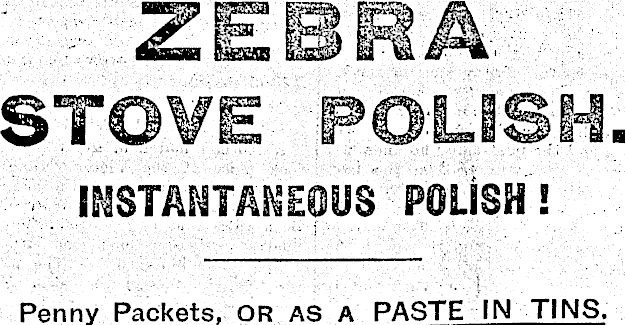 ZEBRA
STOVE POLISH.
INSTANTANEOUS POLISH!
Penny Packets, OR AS A PASTE IN TINS.